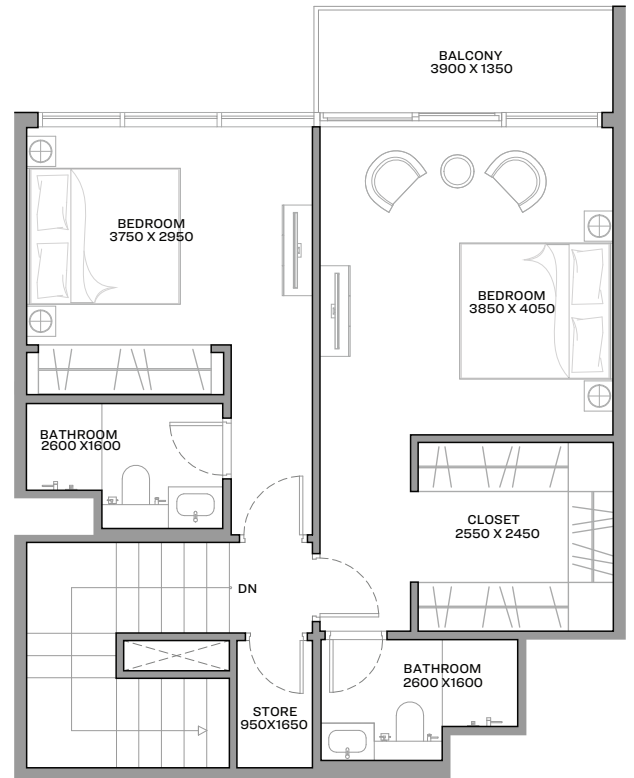 BALCONY
3900 X 1350
BEDROOM
3750 X 2950
BEDROOM
3850 X 4050
BATHROOM
2600 X1600
CLOSET
2550 X 2450
DN
BATHROOM
2600 X1600
STORE
950X1650